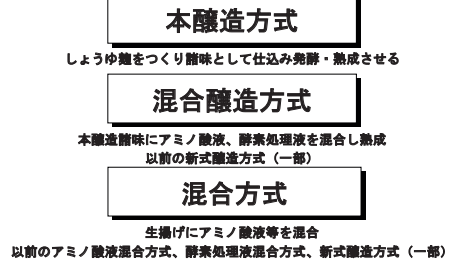 本醸造方式
しょうゆ麹をつくり諸味として仕込み発酵・熟成させる
混合醸造方式
本醸造諸味にアミノ酸液、酵素処理液を混合し熟成
以前の新式醸造方式（一部）
混合方式
生揚げにアミノ酸液等を混合
以前のアミノ酸液混合方式、酵素処理液混合方式、新式醸造方式（一部）